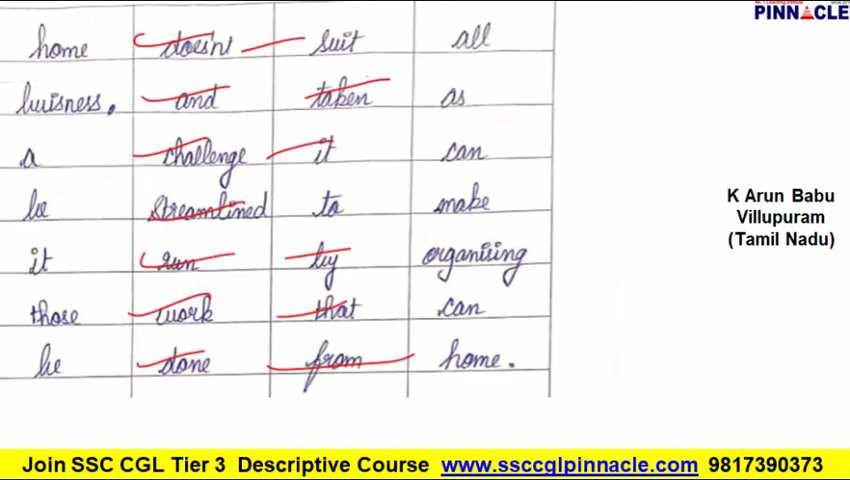 PINNACLE
home doesn't suit all
buisness. and taken as
a challenge it can
be streamlined to make
it run by organising
those work that can
be done from home.
K Arun Babu
Villupuram
(Tamil Nadu)
Join SSC CGL Tier 3 Descriptive Course www.ssccglpinnacle.com 9817390373